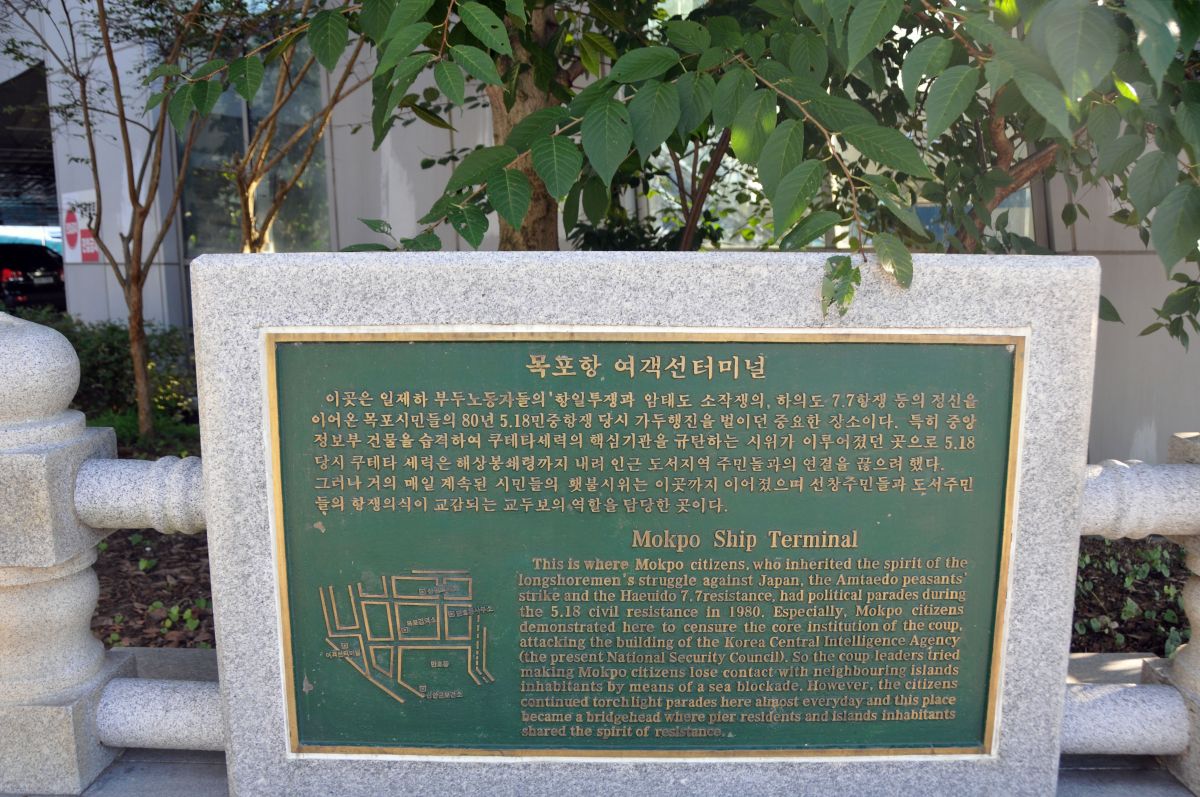 목포항 여객선터미널
이곳은 일제하 부두노동자들의 항일투쟁과 암태도 소작쟁의, 하의도 7.7항쟁 등의 정신을
이어온 목포시민들의 80년 5.18민중항쟁 당시 가두행진을 벌이던 중요한 장소이다. 특히 중앙
정보부 건물을 습격하여 쿠테타세력의 핵심기관을 규탄하는 시위가 이루어졌던 곳으로 5.18
당시 쿠테타 세력은 해상봉쇄령까지 내려 인근 도서지역 주민들과의 연결을 끊으려 했다.
그러나 거의 매일 계속된 시민들의 횃불시위는 이곳까지 이어졌으며 선창주민들과 도서주민
들의 항쟁의식이 교감되는 교두보의 역할을 담당한 곳이다.
Mokpo Ship Terminal
This is where Mokpo citizens, who inherited the spirit of the
longshoremen's struggle against Japan, the Amtaedo peasants'
strike and the Haeuido 7.7resistance, had political parades during
the 5.18 civil resistance in 1980. Especially, Mokpo citizens
demonstrated here to censure the core institution of the coup,
attacking the building of the Korea Central Intelligence Agency
(the present National Security Council). So the coup leaders tried
making Mokpo citizens lose contact with neighbouring islands
inhabitants by means of a sea blockade. However, the citizens
continued torchlight parades here almost everyday and this place
became a bridgehead where pier residents and islands inhabitants
shared the spirit of resistance.
목포검역소
여객선터미널
만호동